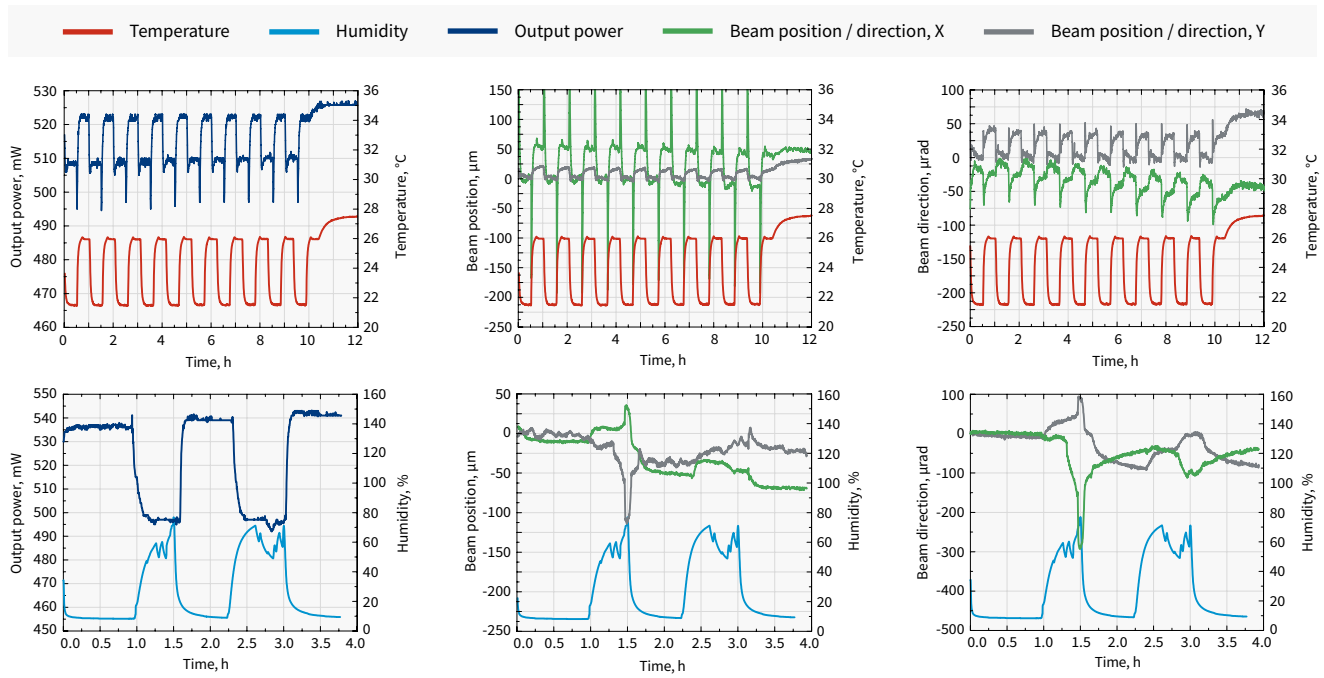 Temperature Humidity Output power Beam position / direction, X Beam position / direction, Y
530 520 510 500 490 480 470 460
Output power, mW
36 34 32 30 28 26 24 22 20
Temperature, °C
0 2 4 6 8 10 12
Time, h
150 100 50 0 -50 -100 -150 -200 -250
Beam position, µm
36 34 32 30 28 26 24 22 20
Temperature, °C
0 2 4 6 8 10 12
Time, h
100 50 0 -50 -100 -150 -200 -250
Beam direction, µrad
36 34 32 30 28 26 24 22 20
Temperature, °C
0 2 4 6 8 10 12
Time, h
550 540 530 520 510 500 490 480 470 460 450
Output power, mW
160 140 120 100 80 60 40 20 0
Humidity, %
0.0 0.5 1.0 1.5 2.0 2.5 3.0 3.5 4.0
Time, h
50 0 -50 -100 -150 -200 -250
Beam position, µm
160 140 120 100 80 60 40 20 0
Humidity, %
0.0 0.5 1.0 1.5 2.0 2.5 3.0 3.5 4.0
Time, h
100 0 -100 -200 -300 -400 -500
Beam direction, µrad
160 140 120 100 80 60 40 20 0
Humidity, %
0.0 0.5 1.0 1.5 2.0 2.5 3.0 3.5 4.0
Time, h